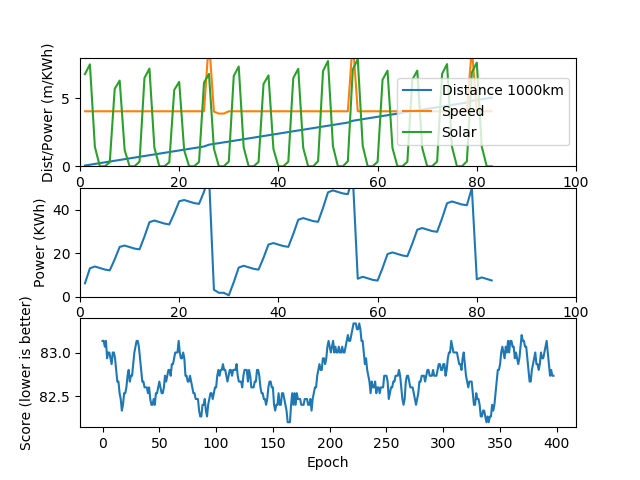 Dist/Power (m/KWh)
5
0
0 20 40 60 80 100
Distance 1000km
Speed
Solar
Power (KWh)
40
20
0
0 20 40 60 80 100
Score (lower is better)
83.0
82.5
0 50 100 150 200 250 300 350 400
Epoch